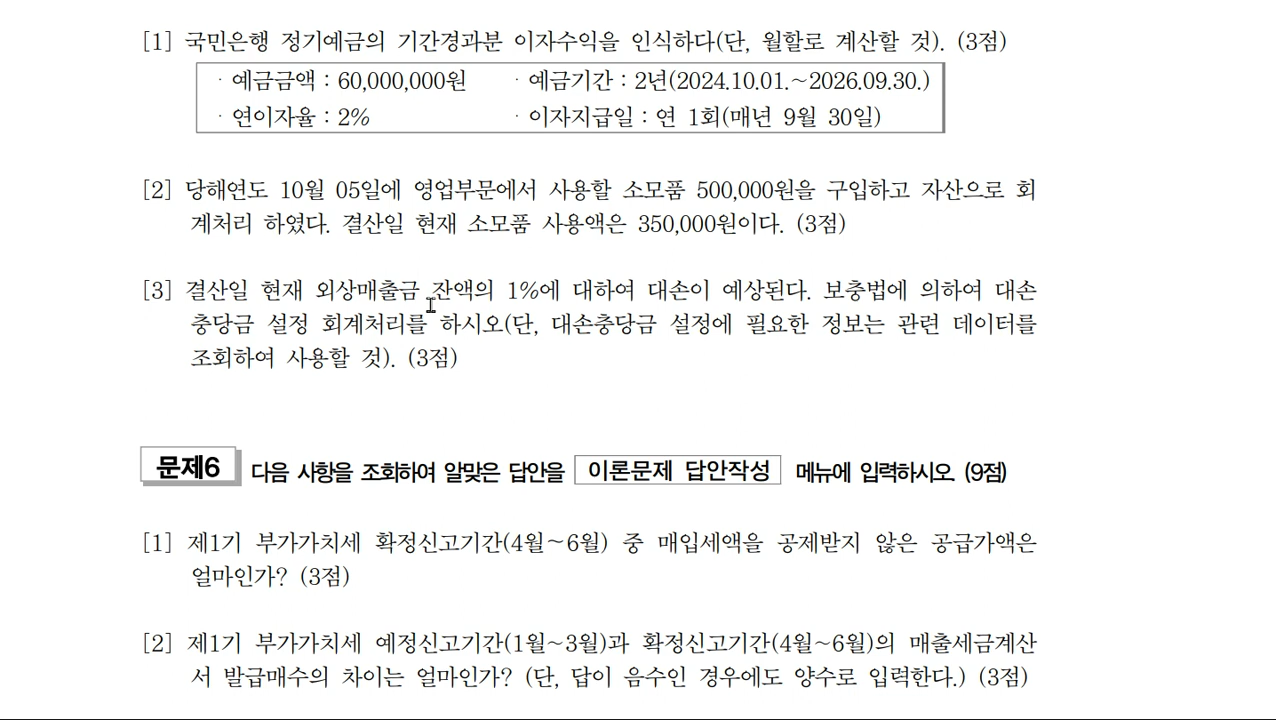 [1] 국민은행 정기예금의 기간경과분 이자수익을 인식하다(단, 월할로 계산할 것). (3점)
· 예금금액 : 60,000,000원 · 예금기간 : 2년(2024.10.01.~2026.09.30.)
· 연이자율 : 2% · 이자지급일 : 연 1회(매년 9월 30일)
[2] 당해연도 10월 05일에 영업부문에서 사용할 소모품 500,000원을 구입하고 자산으로 회
계처리 하였다. 결산일 현재 소모품 사용액은 350,000원이다. (3점)
[3] 결산일 현재 외상매출금 잔액의 1%에 대하여 대손이 예상된다. 보충법에 의하여 대손
충당금 설정 회계처리를 하시오(단, 대손충당금 설정에 필요한 정보는 관련 데이터를
조회하여 사용할 것). (3점)
문제6 다음 사항을 조회하여 알맞은 답안을 이론문제 답안작성 메뉴에 입력하시오. (9점)
[1] 제1기 부가가치세 확정신고기간(4월~6월) 중 매입세액을 공제받지 않은 공급가액은
얼마인가? (3점)
[2] 제1기 부가가치세 예정신고기간(1월~3월)과 확정신고기간(4월~6월)의 매출세금계산
서 발급매수의 차이는 얼마인가? (단, 답이 음수인 경우에도 양수로 입력한다.) (3점)